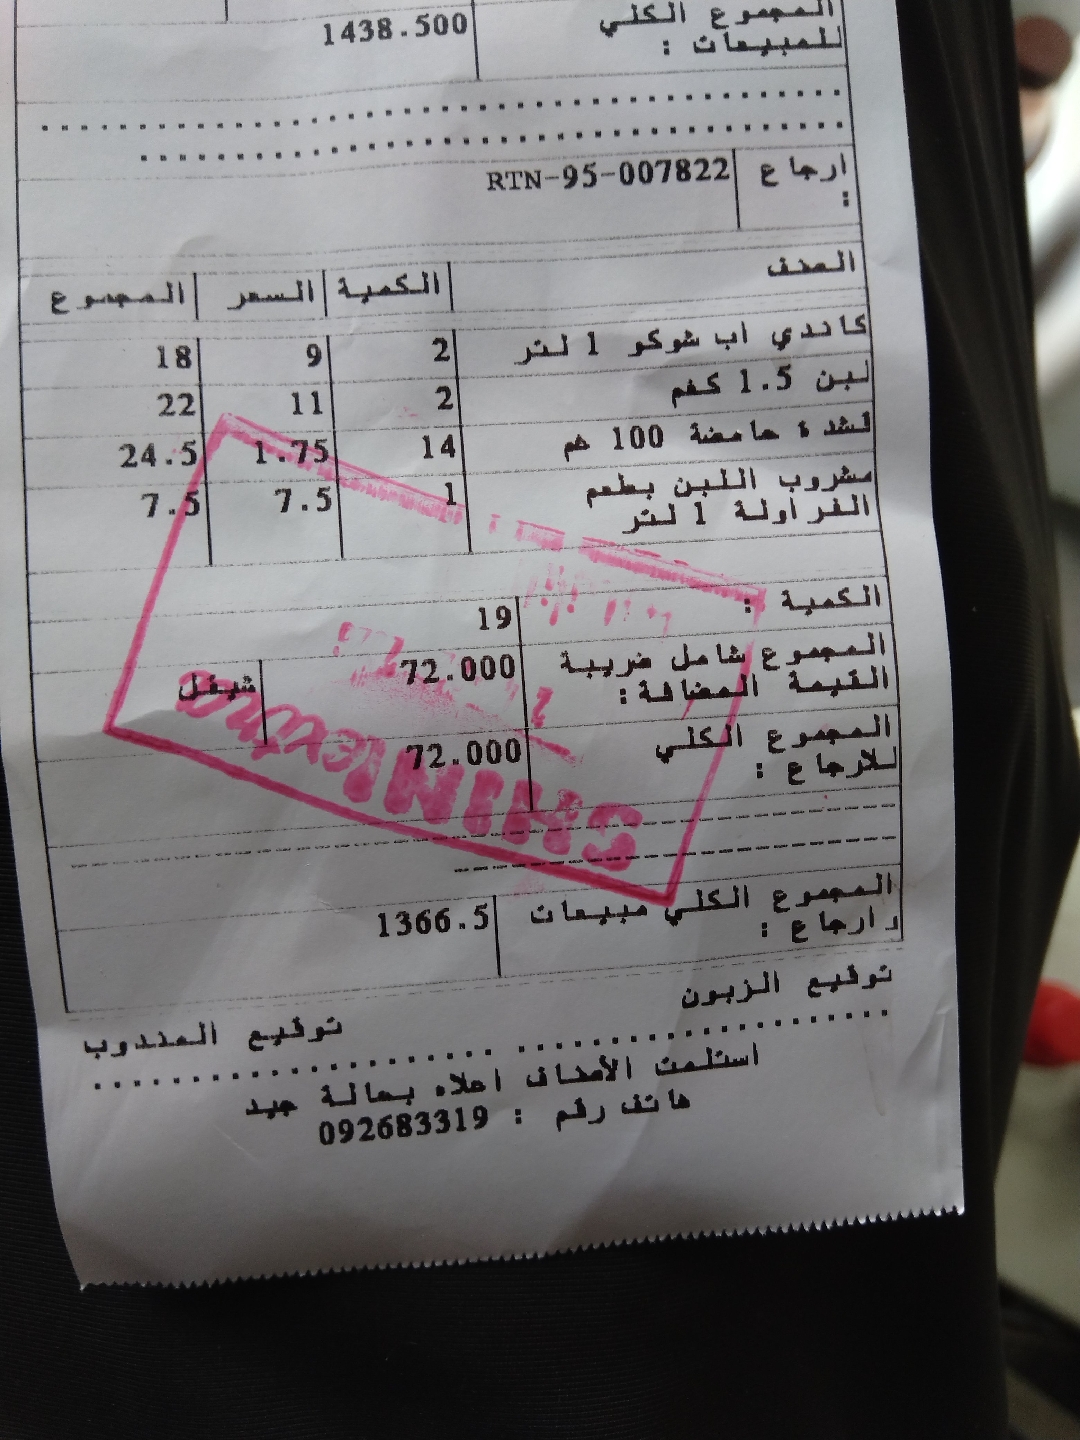 المجموع الكلي 1438.500
للمبيعات :
ارجاع RTN-95-007822
:
الصنف الكمية السعر المجموع
كاندي اب شوكو 1 لتر 2 9 18
لبن 1.5 كغم 2 11 22
قشدة حامضة 100 غم 14 1.75 24.5
مشروب اللبن بطعم 1 7.5 7.5
الفراولة 1 لتر
الكمية : 19
المجموع شامل ضريبة 72.000 شيقل
القيمة المضافة :
المجموع الكلي 72.000
للارجاع :
SHINI
المجموع الكلي مبيعات 1366.5
وارجاع :
توقيع الزبون
توقيع المندوب
استلمت الأصناف اعلاه بحالة جيد
هاتف رقم : 092683319